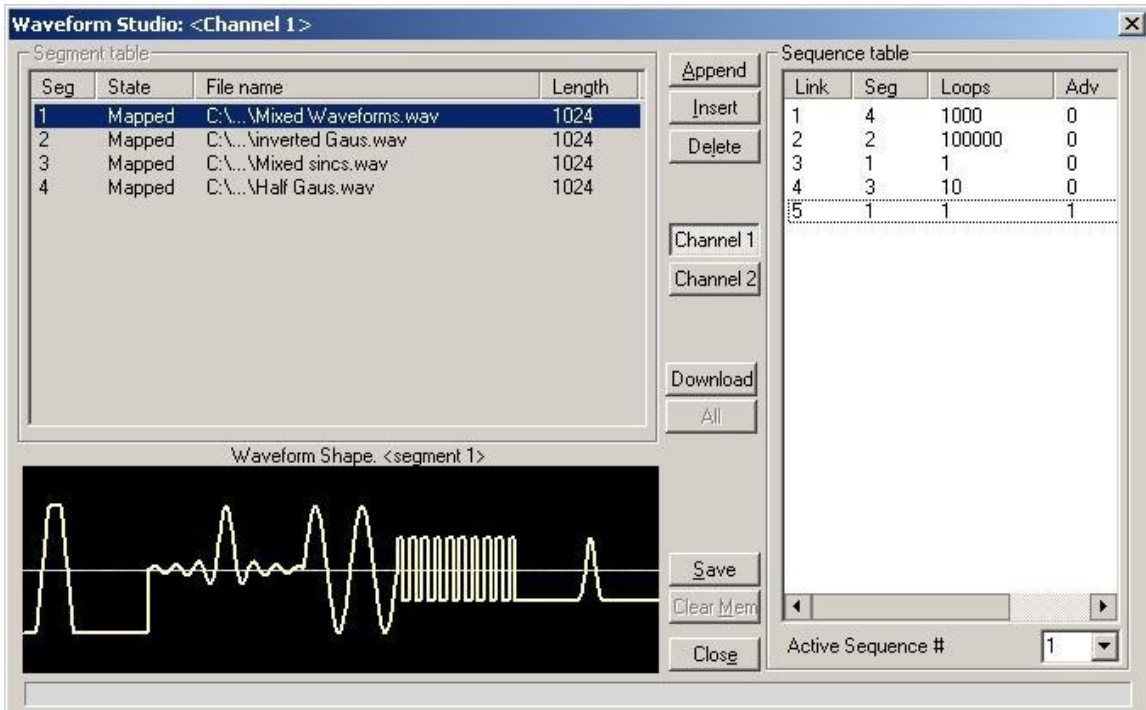 Waveform Studio: <Channel 1>
Segment table
Seg State File name Length
1 Mapped C:\...\Mixed Waveforms.wav 1024
2 Mapped C:\...\inverted Gaus.wav 1024
3 Mapped C:\...\Mixed sincs.wav 1024
4 Mapped C:\...\Half Gaus.wav 1024
Waveform Shape. <segment 1>
Append
Insert
Delete
Channel 1
Channel 2
Download
All
Save
Clear Mem
Close
Sequence table
Link Seg Loops Adv
1 4 1000 0
2 2 100000 0
3 1 1 0
4 3 10 0
5 1 1 1
Active Sequence # 1